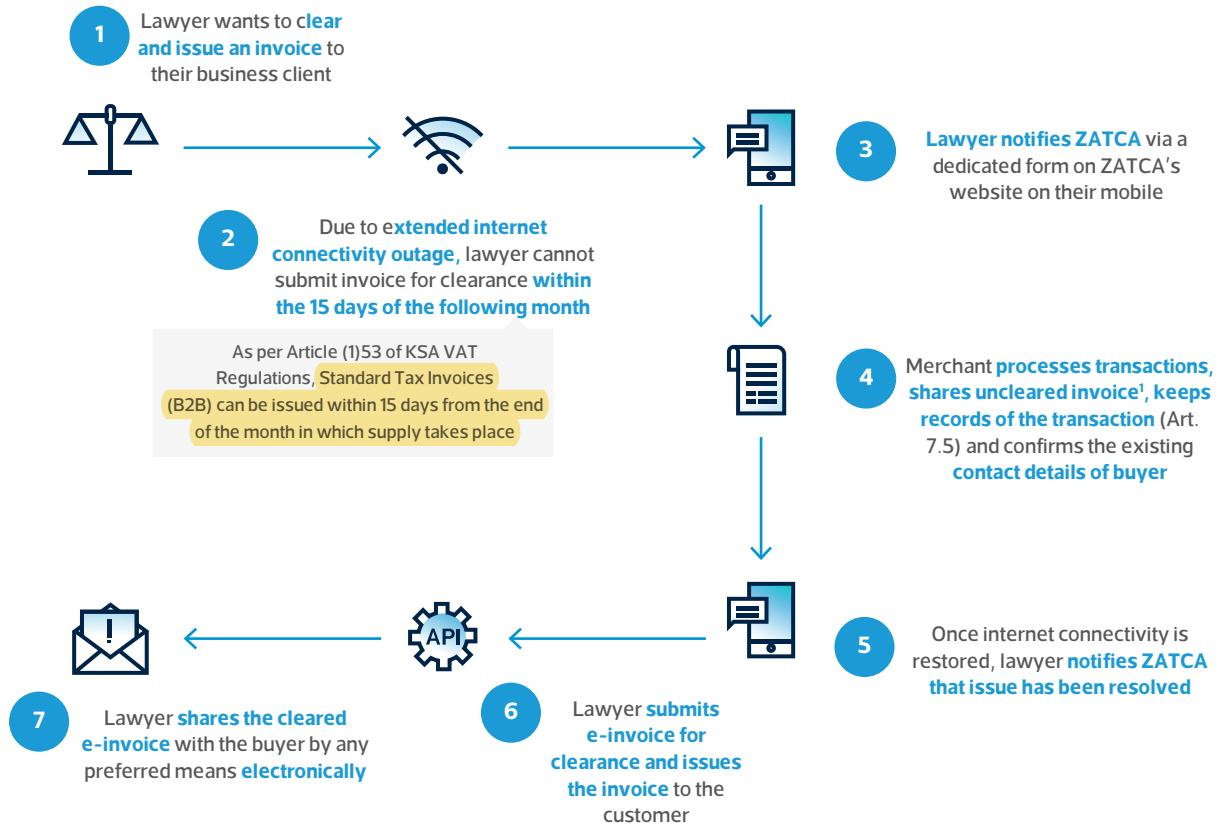 1
Lawyer wants to clear
and issue an invoice to
their business client
2
Due to extended internet
connectivity outage, lawyer cannot
submit invoice for clearance within
the 15 days of the following month
As per Article (1)53 of KSA VAT
Regulations, Standard Tax Invoices
(B2B) can be issued within 15 days from the end
of the month in which supply takes place
3
Lawyer notifies ZATCA via a
dedicated form on ZATCA's
website on their mobile
4
Merchant processes transactions,
shares uncleared invoice¹, keeps
records of the transaction (Art.
7.5) and confirms the existing
contact details of buyer
5
Once internet connectivity is
restored, lawyer notifies ZATCA
that issue has been resolved
API
6
Lawyer submits
e-invoice for
clearance and issues
the invoice to the
customer
7
Lawyer shares the cleared
e-invoice with the buyer by any
preferred means electronically